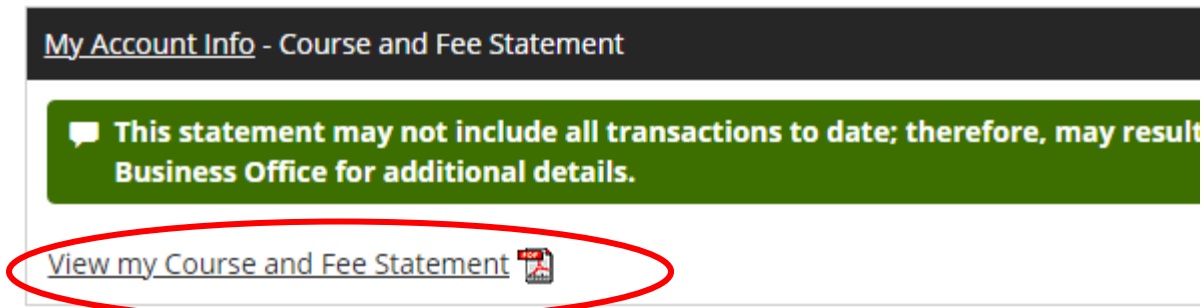 My Account Info - Course and Fee Statement
This statement may not include all transactions to date; therefore, may result
Business Office for additional details.
View my Course and Fee Statement
PDF